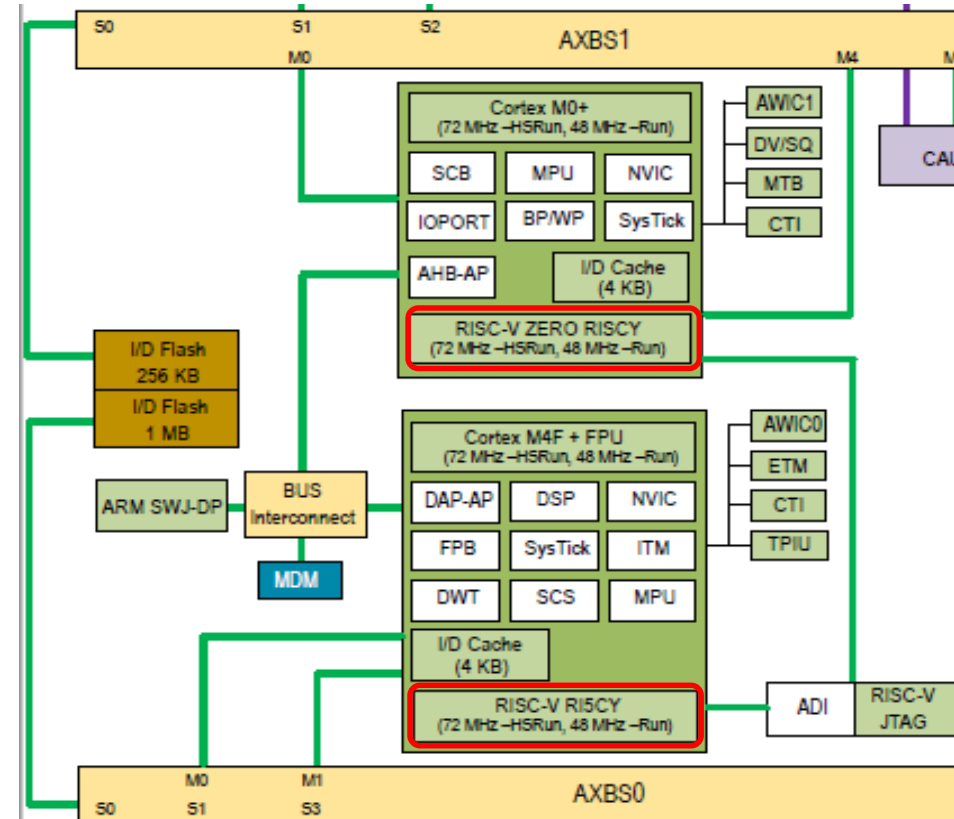 S0
S1
S2
AXBS1
M0
M4
M
Cortex M0+
(72 MHz –HSRun, 48 MHz –Run)
SCB
MPU
NVIC
IOPORT
BP/WP
SysTick
AHB-AP
I/D Cache
(4 KB)
RISC-V ZERO RISCY
(72 MHz –HSRun, 48 MHz –Run)
AWIC1
DV/SQ
MTB
CTI
CAU
I/D Flash
256 KB
I/D Flash
1 MB
ARM SWJ-DP
BUS
Interconnect
MDM
Cortex M4F + FPU
(72 MHz –HSRun, 48 MHz –Run)
DAP-AP
DSP
NVIC
FPB
SysTick
ITM
DWT
SCS
MPU
I/D Cache
(4 KB)
RISC-V RI5CY
(72 MHz –HSRun, 48 MHz –Run)
AWIC0
ETM
CTI
TPIU
ADI
RISC-V
JTAG
M0
M1
AXBS0
S0
S1
S3